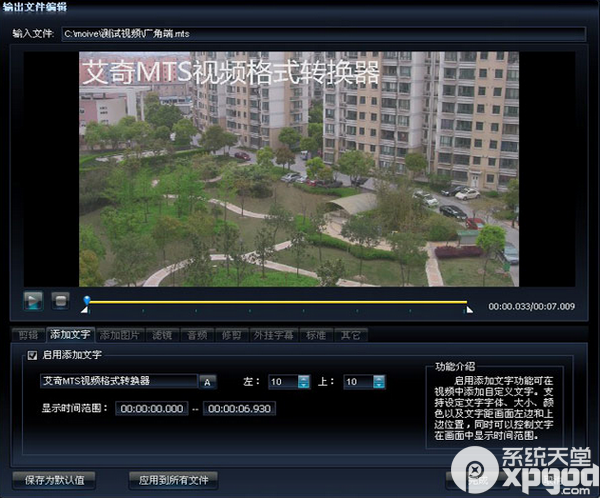 输出文件编辑
输入文件: C:\moive\测试视频\广角端.mts
艾奇MTS视频格式转换器
00:00.033/00:07.009
剪辑 添加文字 添加图片 滤镜 音频 修剪 外挂字幕 标准 其它
启用添加文字
艾奇MTS视频格式转换器 A 左: 10 上: 10
显示时间范围: 00:00:00.000 -- 00:00:06.930
功能介绍
启用添加文字功能可在
视频中添加自定义文字。支
持设定文字字体、大小、颜
色以及文字距画面左边和上
边位置,同时可以控制文字
在画面中显示时间范围。
保存为默认值 应用到所有文件
系统天堂
xpgod.com